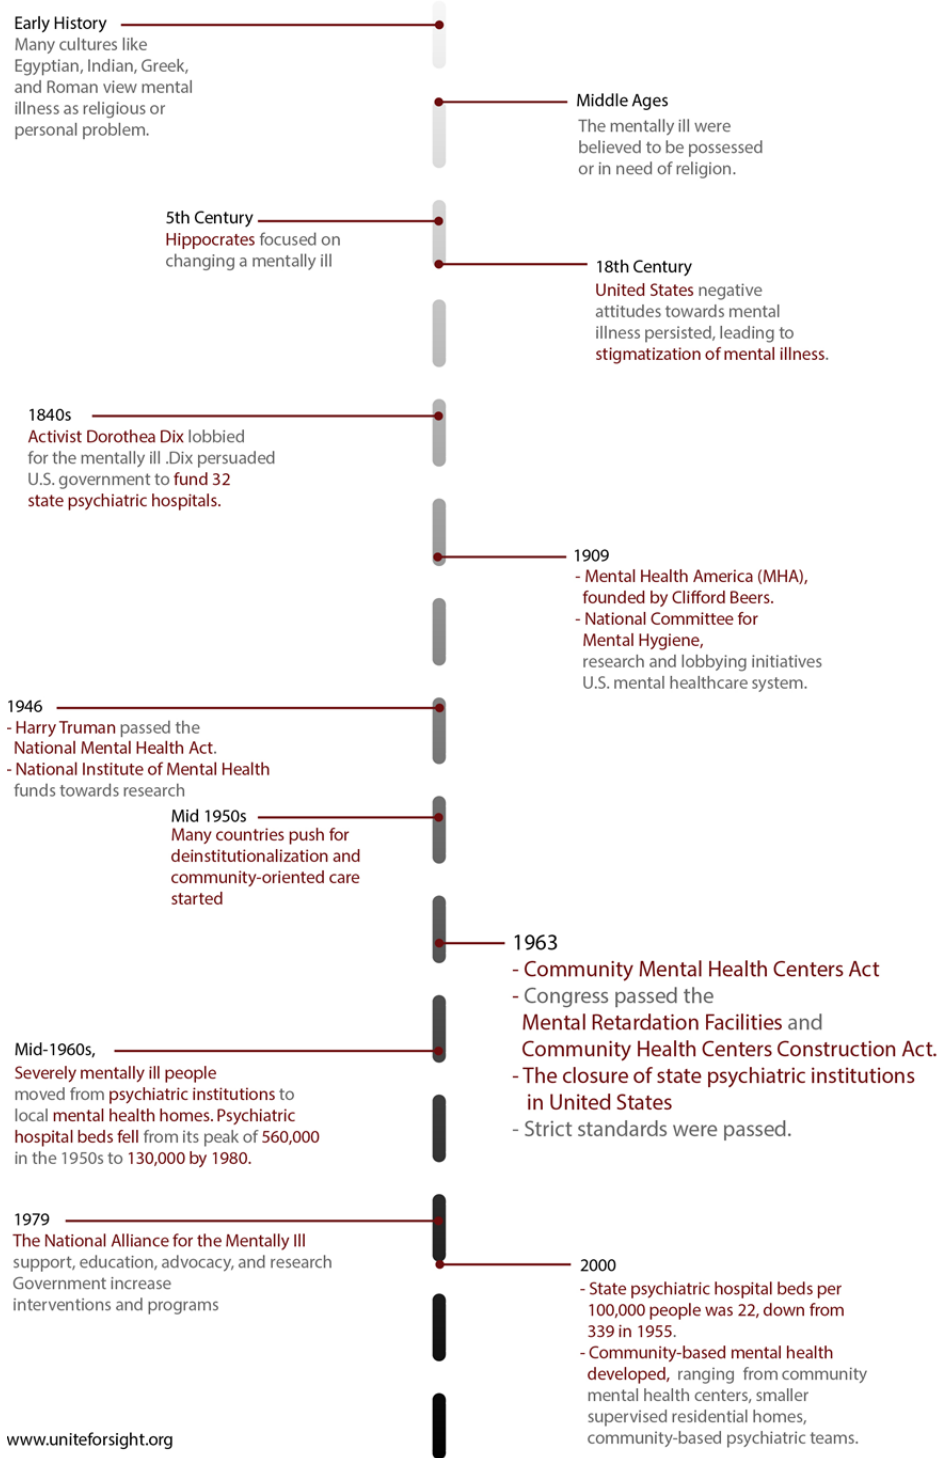 Early History
Many cultures like
Egyptian, Indian, Greek,
and Roman view mental
illness as religious or
personal problem.
Middle Ages
The mentally ill were
believed to be possessed
or in need of religion.
5th Century
Hippocrates focused on
changing a mentally ill
18th Century
United States negative
attitudes towards mental
illness persisted, leading to
stigmatization of mental illness.
1840s
Activist Dorothea Dix lobbied
for the mentally ill .Dix persuaded
U.S. government to fund 32
state psychiatric hospitals.
1909
- Mental Health America (MHA),
founded by Clifford Beers.
- National Committee for
Mental Hygiene,
research and lobbying initiatives
U.S. mental healthcare system.
1946
- Harry Truman passed the
National Mental Health Act.
- National Institute of Mental Health
funds towards research
Mid 1950s
Many countries push for
deinstitutionalization and
community-oriented care
started
1963
- Community Mental Health Centers Act
- Congress passed the
Mental Retardation Facilities and
Community Health Centers Construction Act.
- The closure of state psychiatric institutions
in United States
- Strict standards were passed.
Mid-1960s,
Severely mentally ill people
moved from psychiatric institutions to
local mental health homes. Psychiatric
hospital beds fell from its peak of 560,000
in the 1950s to 130,000 by 1980.
1979
The National Alliance for the Mentally Ill
support, education, advocacy, and research
Government increase
interventions and programs
2000
- State psychiatric hospital beds per
100,000 people was 22, down from
339 in 1955.
- Community-based mental health
developed, ranging from community
mental health centers, smaller
supervised residential homes,
community-based psychiatric teams.
www.uniteforsight.org